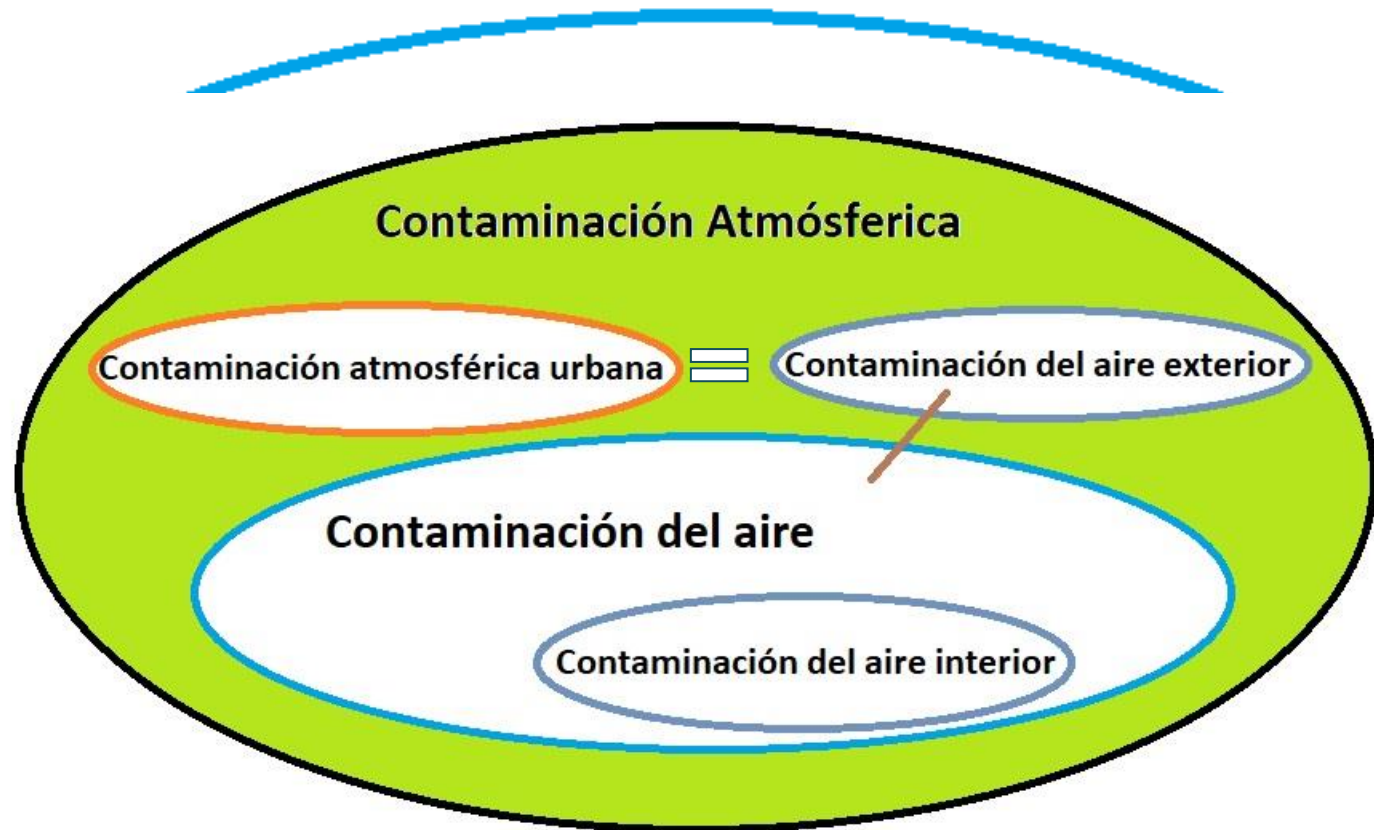 Contaminación Atmósferica
Contaminación atmosférica urbana
Contaminación del aire exterior
Contaminación del aire
Contaminación del aire interior